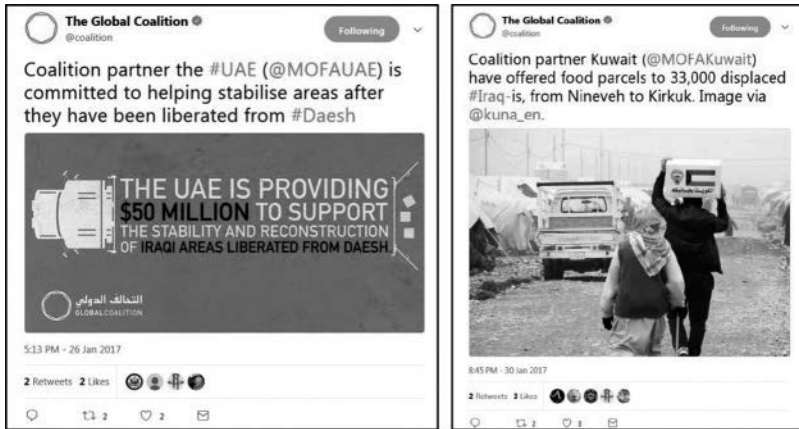 The Global Coalition
@coalition
Following
Coalition partner the #UAE (@MOFAUAE) is
committed to helping stabilise areas after
they have been liberated from #Daesh
THE UAE IS PROVIDING
$50 MILLION TO SUPPORT
THE STABILITY AND RECONSTRUCTION
OF IRAQI AREAS LIBERATED FROM DAESH.
التحالف الدولي
GLOBALCOALITION
5:13 PM - 26 Jan 2017
2 Retweets 2 Likes
2 2
The Global Coalition
@coalition
Following
Coalition partner Kuwait (@MOFAKuwait)
have offered food parcels to 33,000 displaced
#Iraq-is, from Nineveh to Kirkuk. Image via
@kuna_en.
8:45 PM - 30 Jan 2017
2 Retweets 3 Likes
2 3